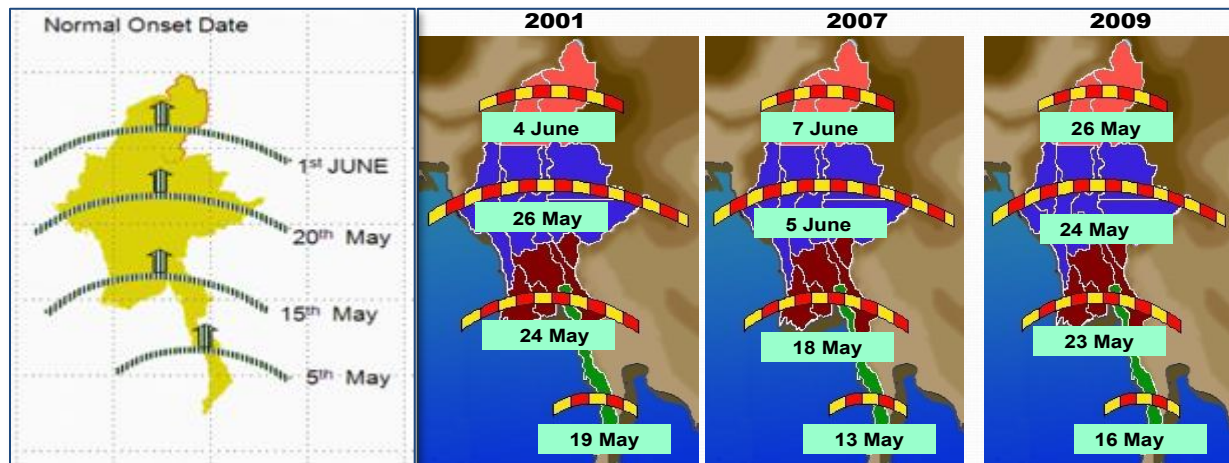 Normal Onset Date
1st JUNE
20th May
15th May
5th May
2001
4 June
26 May
24 May
19 May
2007
7 June
5 June
18 May
13 May
2009
26 May
24 May
23 May
16 May